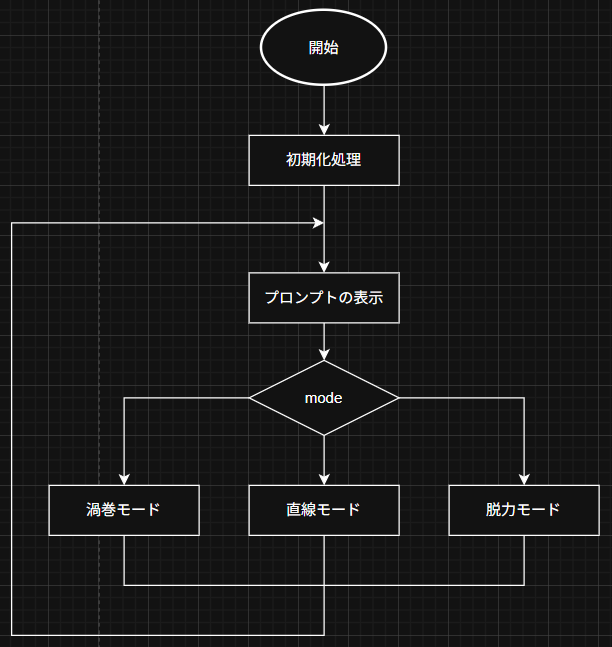 開始
初期化処理
プロンプトの表示
mode
渦巻モード
直線モード
脱力モード